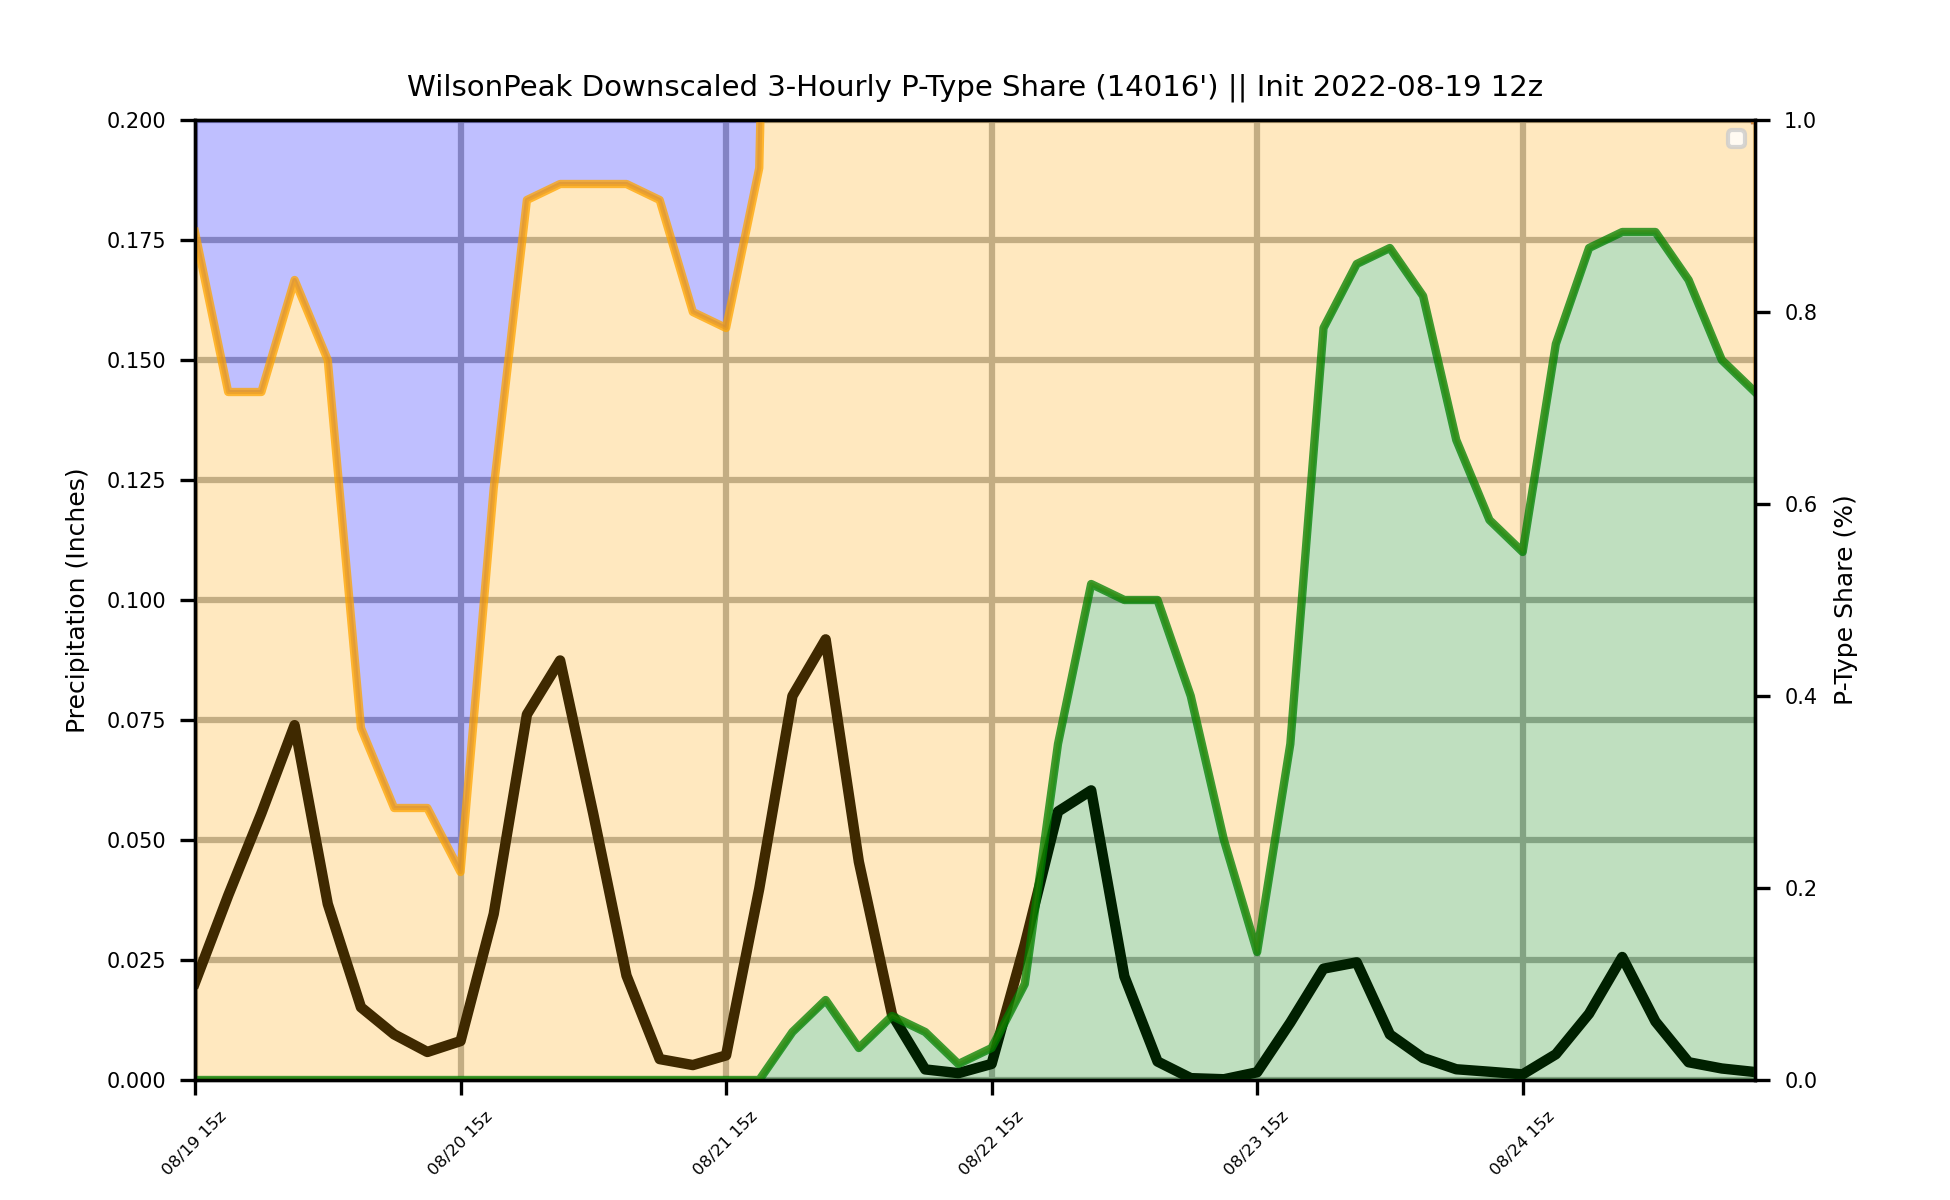 WilsonPeak Downscaled 3-Hourly P-Type Share (14016') || Init 2022-08-19 12z
0.200
0.175
0.150
0.125
0.100
0.075
0.050
0.025
0.000
Precipitation (Inches)
1.0
0.8
0.6
0.4
0.2
0.0
P-Type Share (%)
08/19 15z
08/20 15z
08/21 15z
08/22 15z
08/23 15z
08/24 15z